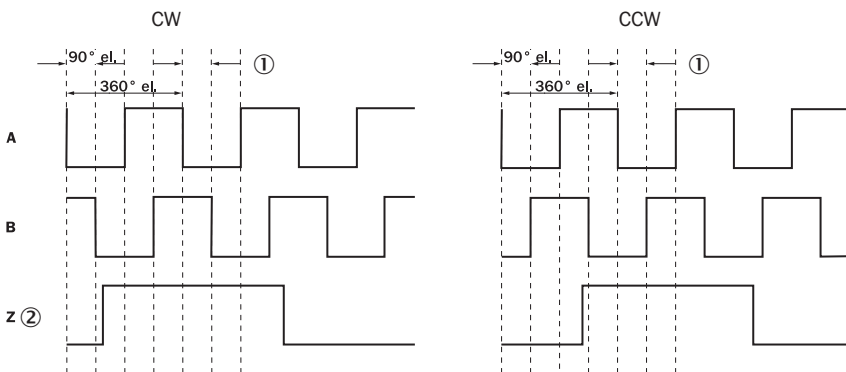 CW CCW
90° el. ① 90° el. ①
360° el. 360° el.
A
B
Z ②